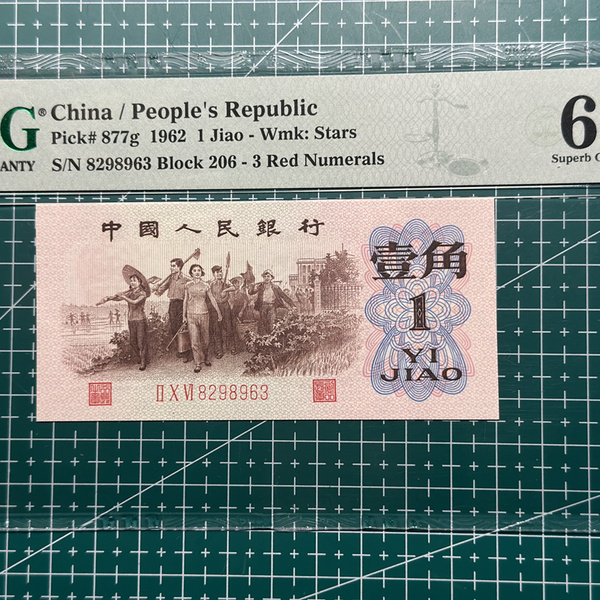 G® China / People's Republic
Pick# 877g 1962 1 Jiao - Wmk: Stars
ANTY S/N 8298963 Block 206 - 3 Red Numerals
6
Superb G
中國人民銀行
壹角
1
YI
JIAO
ⅡⅩⅥ8298963